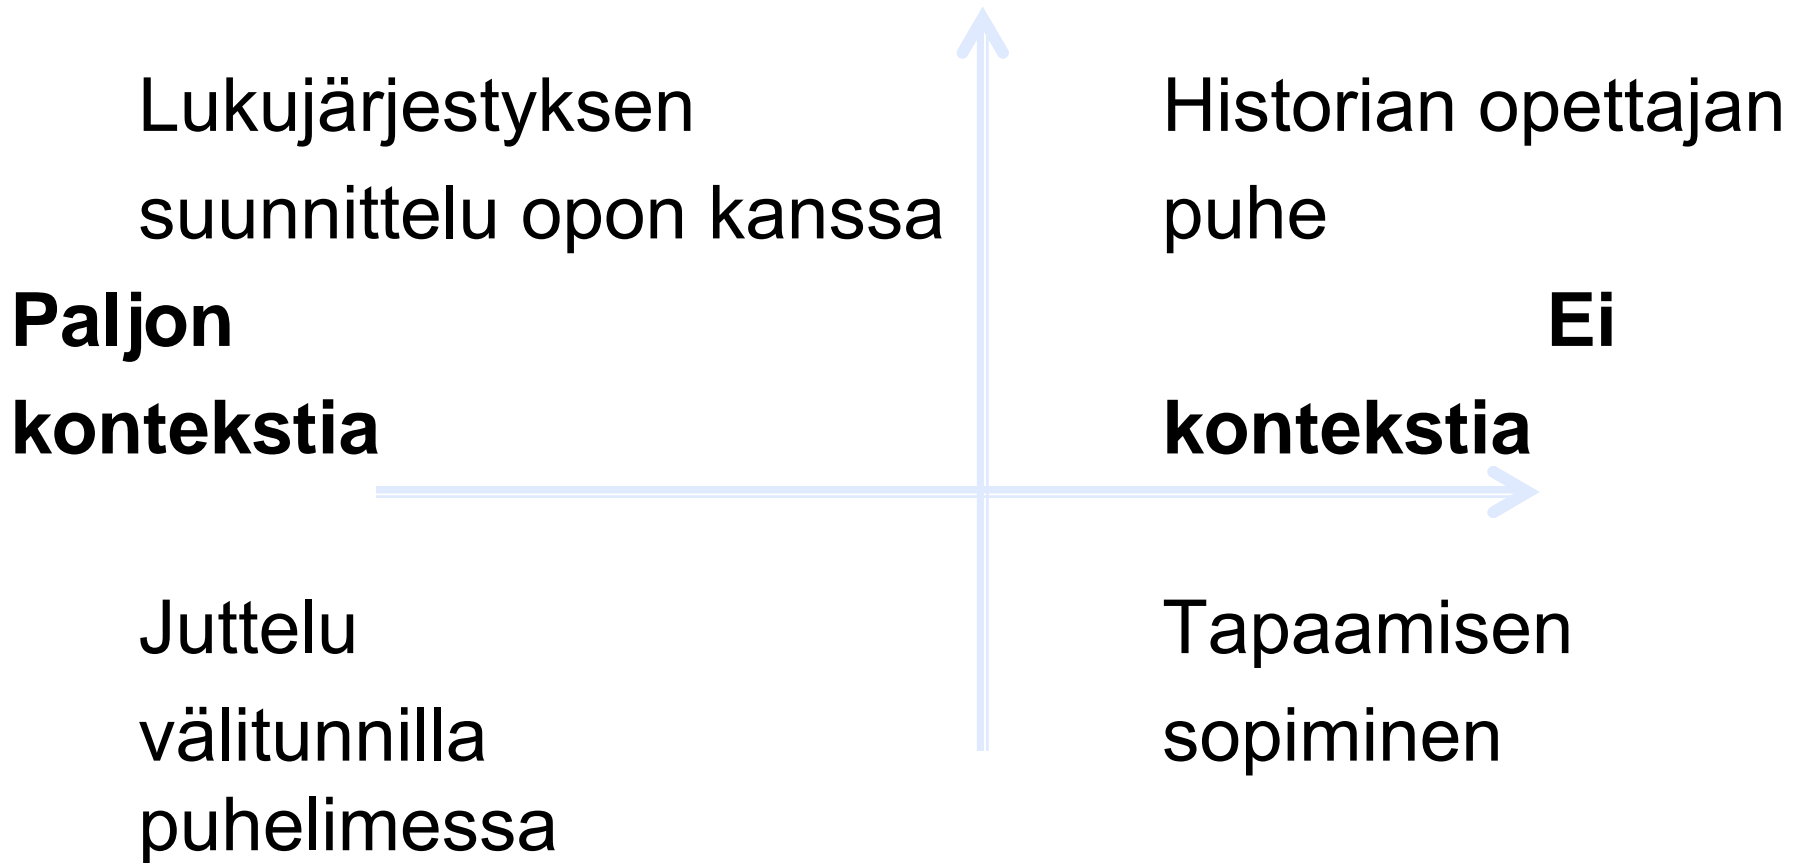 Lukujärjestyksen
suunnittelu opon kanssa
Historian opettajan
puhe
Paljon
kontekstia
Ei
kontekstia
Juttelu
välitunnilla
puhelimessa
Tapaamisen
sopiminen